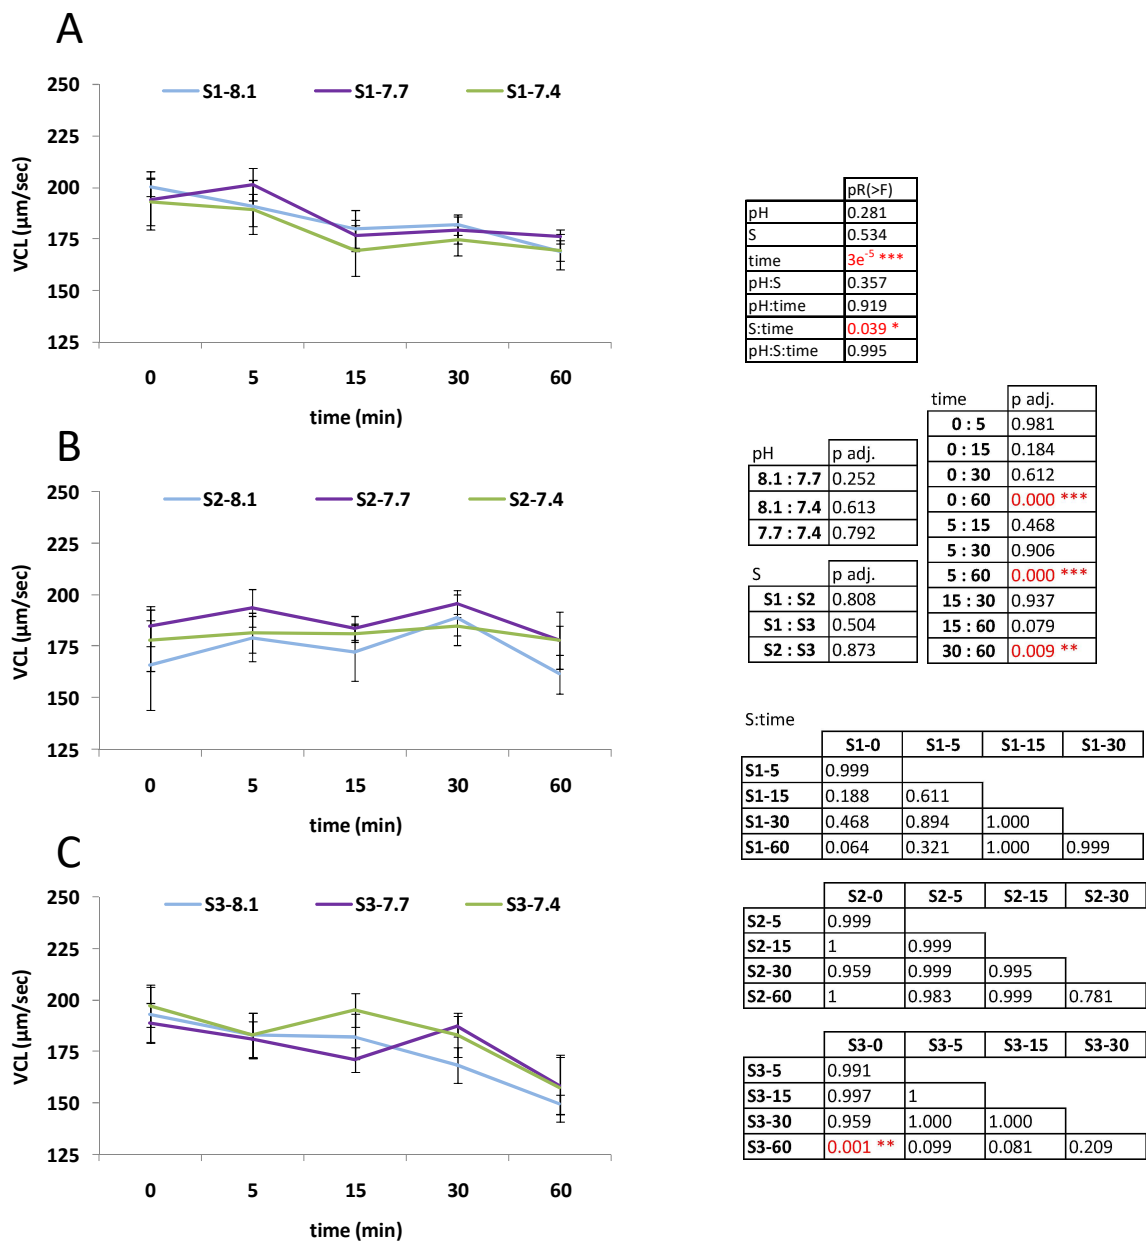 A
250
225
200
175
150
125
VCL (µm/sec)
S1-8.1 S1-7.7 S1-7.4
0 5 15 30 60
time (min)
B
250
225
200
175
150
125
VCL (µm/sec)
S2-8.1 S2-7.7 S2-7.4
0 5 15 30 60
time (min)
C
250
225
200
175
150
125
VCL (µm/sec)
S3-8.1 S3-7.7 S3-7.4
0 5 15 30 60
time (min)
pR(>F)
pH 0.281
S 0.534
time 3e-5 ***
pH:S 0.357
pH:time 0.919
S:time 0.039 *
pH:S:time 0.995
pH p adj.
8.1 : 7.7 0.252
8.1 : 7.4 0.613
7.7 : 7.4 0.792
S p adj.
S1 : S2 0.808
S1 : S3 0.504
S2 : S3 0.873
time p adj.
0 : 5 0.981
0 : 15 0.184
0 : 30 0.612
0 : 60 0.000 ***
5 : 15 0.468
5 : 30 0.906
5 : 60 0.000 ***
15 : 30 0.937
15 : 60 0.079
30 : 60 0.009 **
S:time
S1-0 S1-5 S1-15 S1-30
S1-5 0.999
S1-15 0.188 0.611
S1-30 0.468 0.894 1.000
S1-60 0.064 0.321 1.000 0.999
S2-0 S2-5 S2-15 S2-30
S2-5 0.999
S2-15 1 0.999
S2-30 0.959 0.999 0.995
S2-60 1 0.983 0.999 0.781
S3-0 S3-5 S3-15 S3-30
S3-5 0.991
S3-15 0.997 1
S3-30 0.959 1.000 1.000
S3-60 0.001 ** 0.099 0.081 0.209